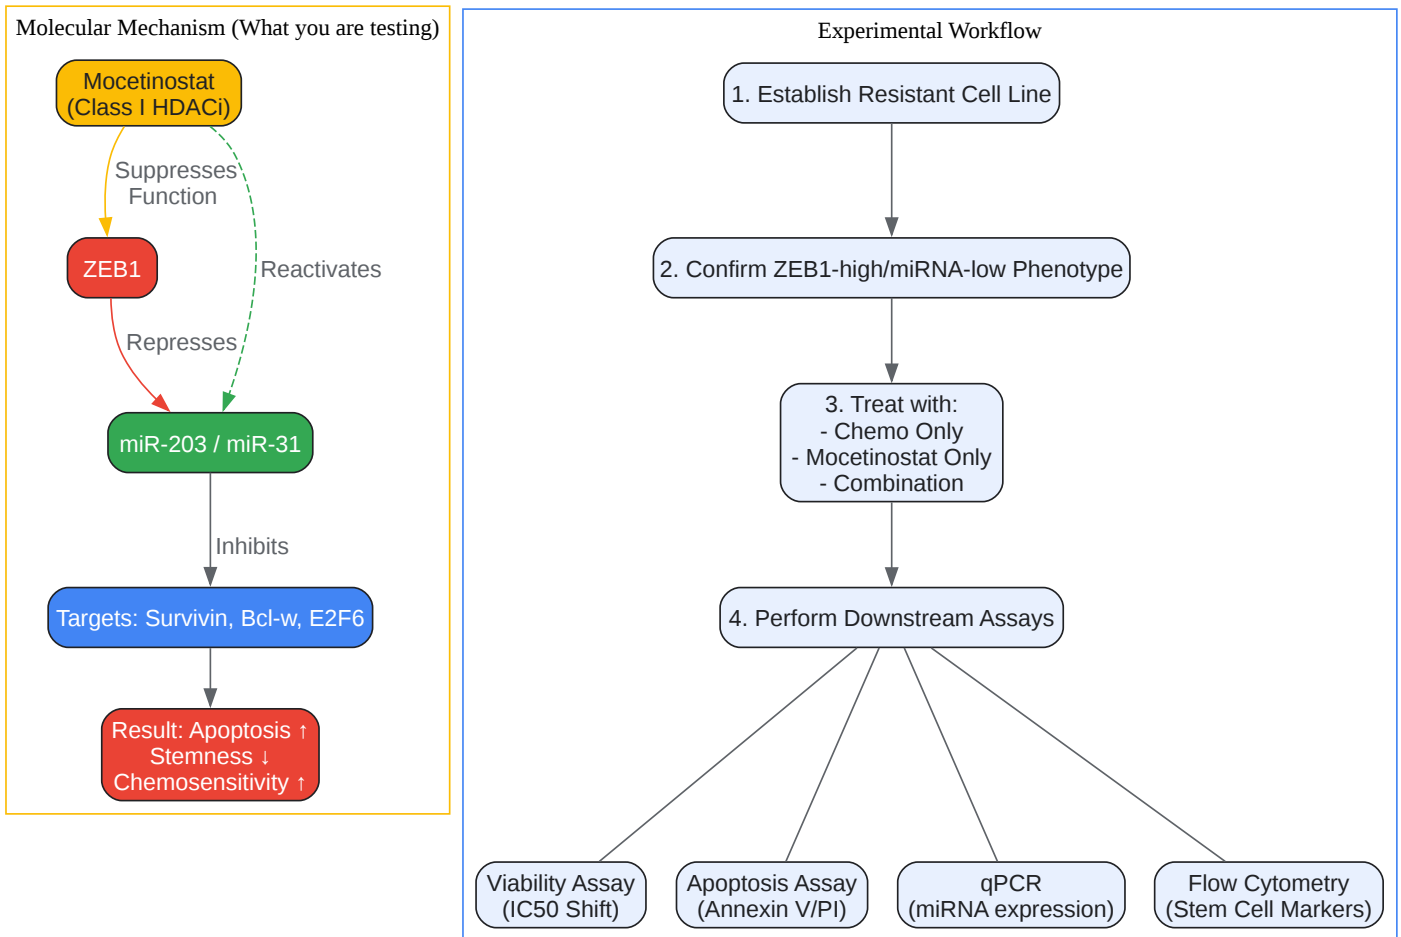 Molecular Mechanism (What you are testing)
Mocetinostat
(Class I HDACi)
Suppresses
Function
ZEB1
Reactivates
Represses
miR-203 / miR-31
Inhibits
Targets: Survivin, Bcl-w, E2F6
Result: Apoptosis ↑
Stemness ↓
Chemosensitivity ↑
Experimental Workflow
1. Establish Resistant Cell Line
2. Confirm ZEB1-high/miRNA-low Phenotype
3. Treat with:
- Chemo Only
- Mocetinostat Only
- Combination
4. Perform Downstream Assays
Viability Assay
(IC50 Shift)
Apoptosis Assay
(Annexin V/PI)
qPCR
(miRNA expression)
Flow Cytometry
(Stem Cell Markers)